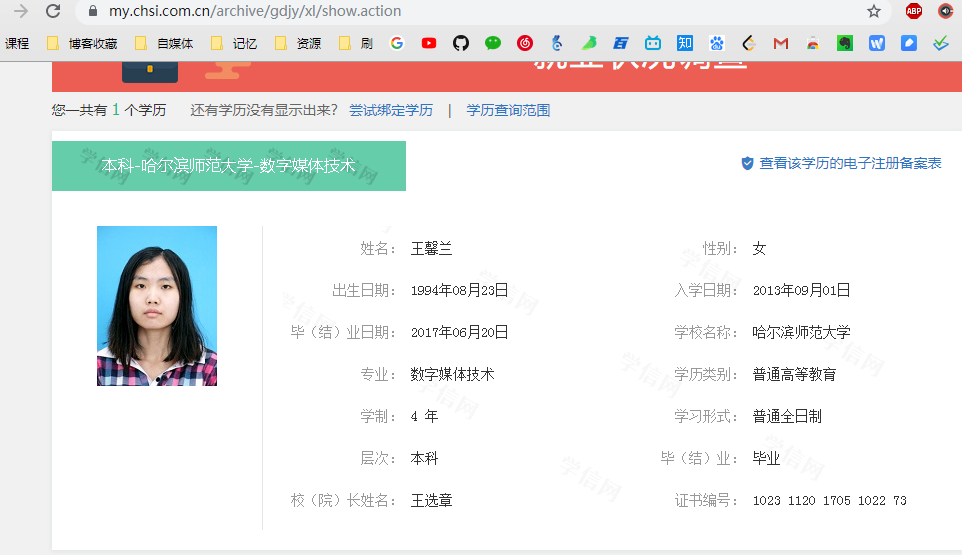 my.chsi.com.cn/archive/gdjy/xl/show.action
ABP
课程 博客收藏 自媒体 记忆 资源 刷
就业状况调查
您一共有 1 个学历 还有学历没有显示出来? 尝试绑定学历 | 学历查询范围
本科-哈尔滨师范大学-数字媒体技术
查看该学历的电子注册备案表
姓名: 王馨兰 性别: 女
出生日期: 1994年08月23日 入学日期: 2013年09月01日
毕（结）业日期: 2017年06月20日 学校名称: 哈尔滨师范大学
专业: 数字媒体技术 学历类别: 普通高等教育
学制: 4 年 学习形式: 普通全日制
层次: 本科 毕（结）业: 毕业
校（院）长姓名: 王选章 证书编号: 1023 1120 1705 1022 73
学信网